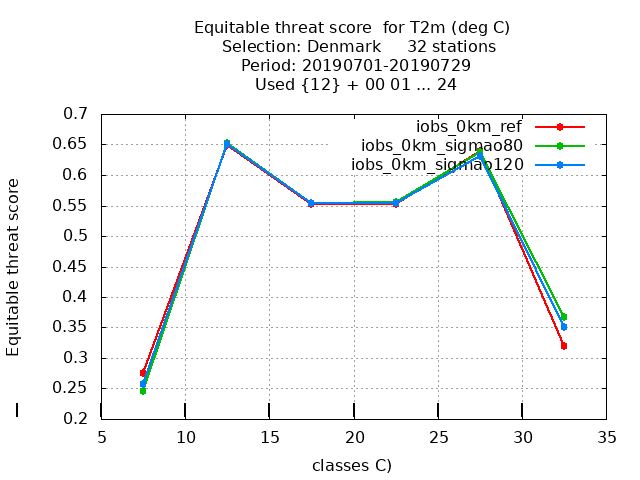 Equitable threat score  for T2m (deg C)
Selection: Denmark     32 stations
Period: 20190701-20190729
Used {12} + 00 01 ... 24
iobs_0km_ref
iobs_0km_sigmao80
iobs_0km_sigmao120
Equitable threat score
0.7
0.65
0.6
0.55
0.5
0.45
0.4
0.35
0.3
0.25
0.2
5 10 15 20 25 30 35
classes C)